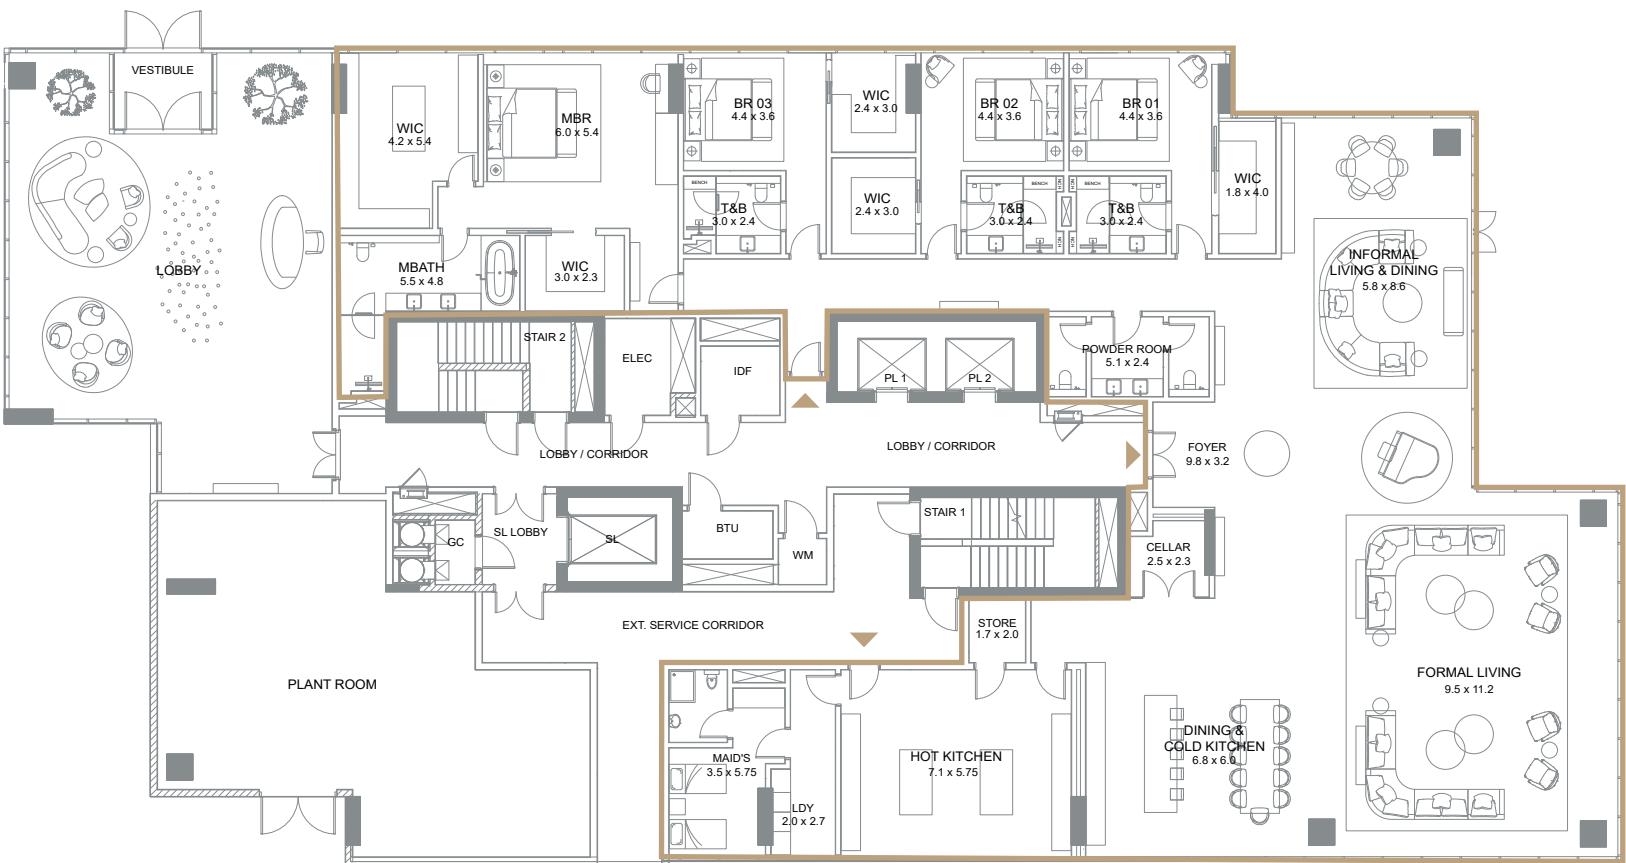 VESTIBULE
LOBBY
WIC
4.2 x 5.4
MBR
6.0 x 5.4
BR 03
4.4 x 3.6
WIC
2.4 x 3.0
WIC
2.4 x 3.0
BR 02
4.4 x 3.6
BR 01
4.4 x 3.6
WIC
1.8 x 4.0
BENCH
T&B
3.0 x 2.4
BENCH
T&B
3.0 x 2.4
BENCH
T&B
3.0 x 2.4
MBATH
5.5 x 4.8
WIC
3.0 x 2.3
INFORMAL
LIVING & DINING
5.8 x 8.6
STAIR 2
ELEC
IDF
PL 1
PL 2
POWDER ROOM
5.1 x 2.4
LOBBY / CORRIDOR
LOBBY / CORRIDOR
FOYER
9.8 x 3.2
GC
SL LOBBY
SL
BTU
WM
STAIR 1
CELLAR
2.5 x 2.3
EXT. SERVICE CORRIDOR
STORE
1.7 x 2.0
PLANT ROOM
FORMAL LIVING
9.5 x 11.2
MAID'S
3.5 x 5.75
LDY
2.0 x 2.7
HOT KITCHEN
7.1 x 5.75
DINING &
COLD KITCHEN
6.8 x 6.0